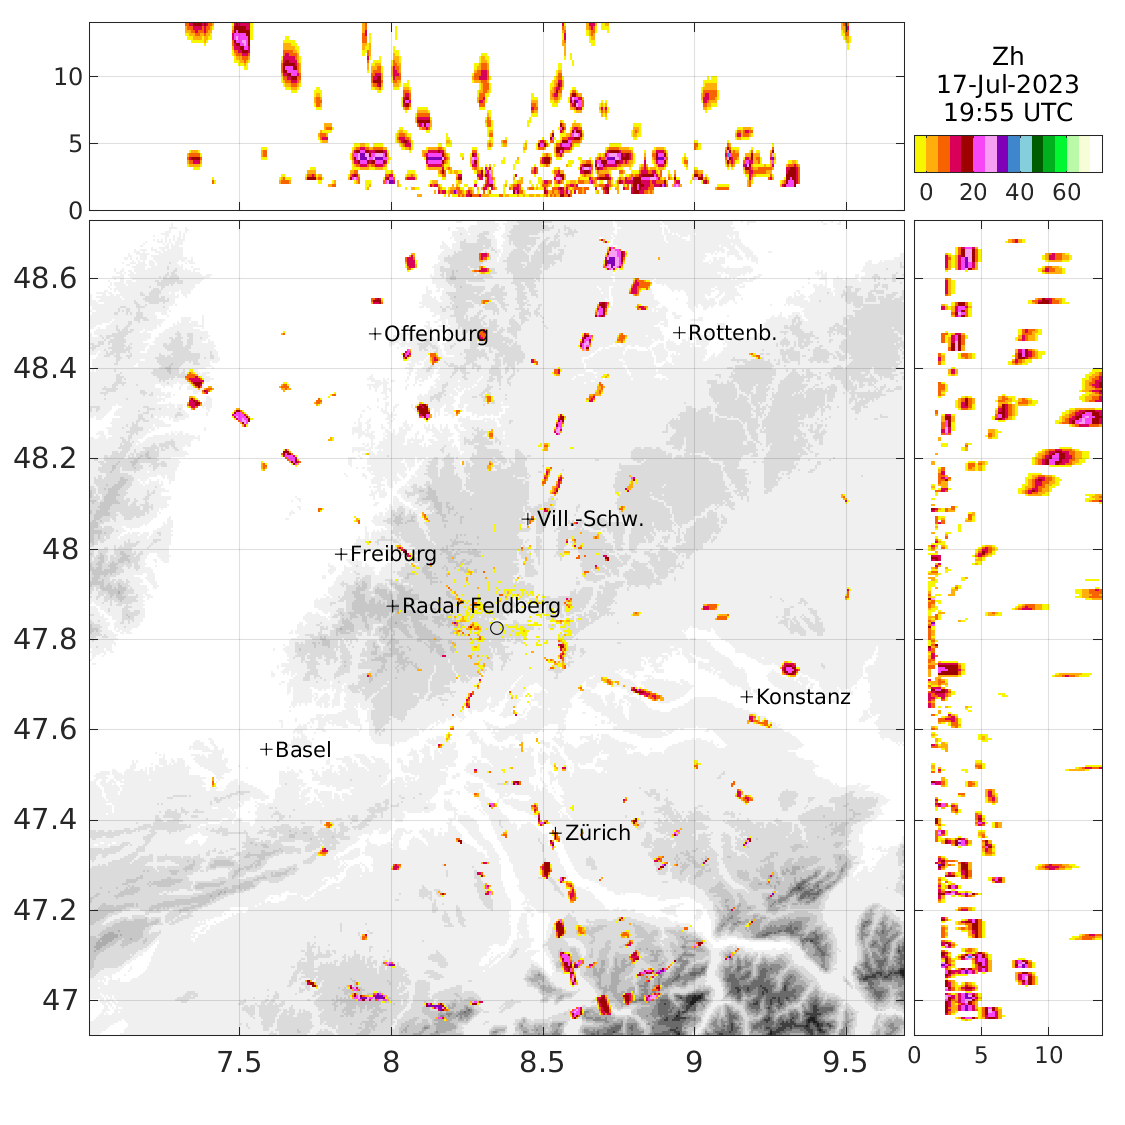 Zh
17-Jul-2023
19:55 UTC
0 20 40 60
10
5
0
48.6
48.4
48.2
48
47.8
47.6
47.4
47.2
47
+Offenburg
+Rottenb.
+Vill.-Schw.
+Freiburg
+Radar Feldberg
+Konstanz
+Basel
+Zürich
7.5 8 8.5 9 9.5
0 5 10